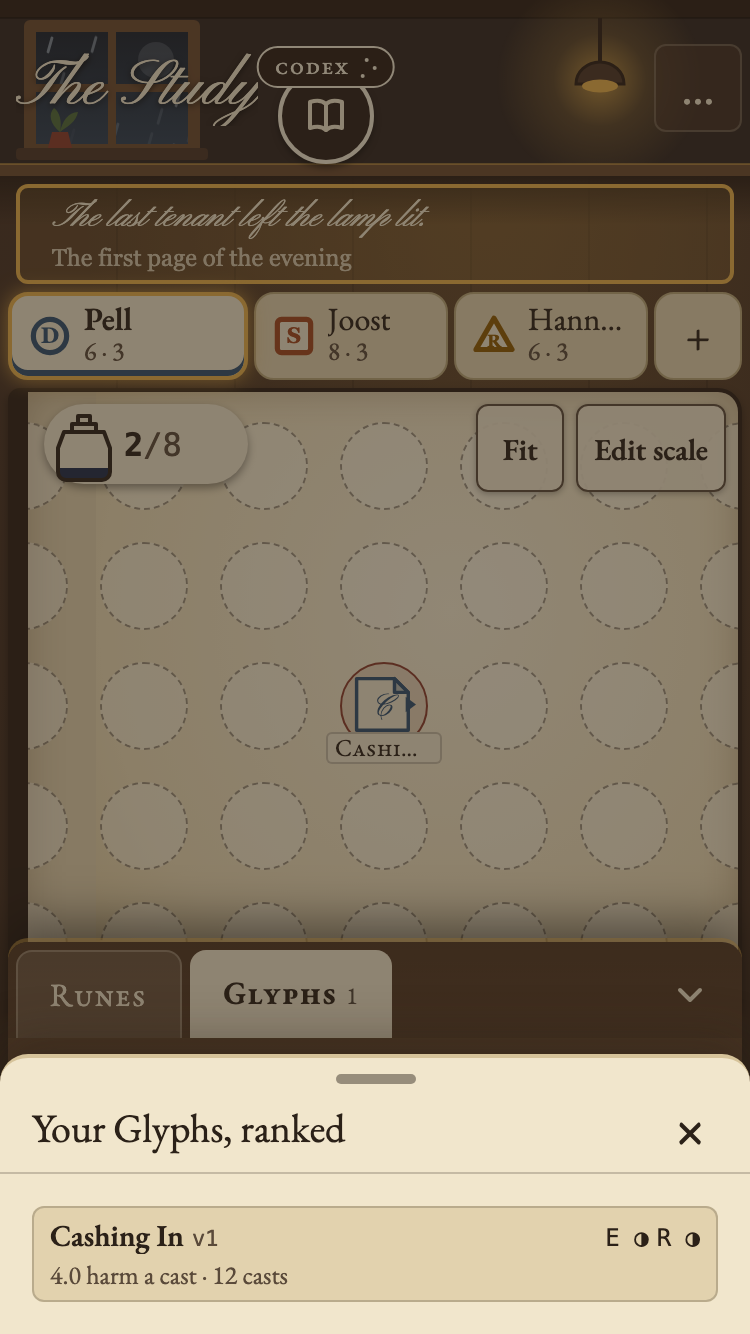 The Study
CODEX
...
The last tenant left the lamp lit.
The first page of the evening
D Pell
6 · 3
S Joost
8 · 3
R Hann...
6 · 3
+
2/8
Fit
Edit scale
C
CASHI...
RUNES
GLYPHS 1
Your Glyphs, ranked
Cashing In v1
E ◑ R ◑
4.0 harm a cast · 12 casts